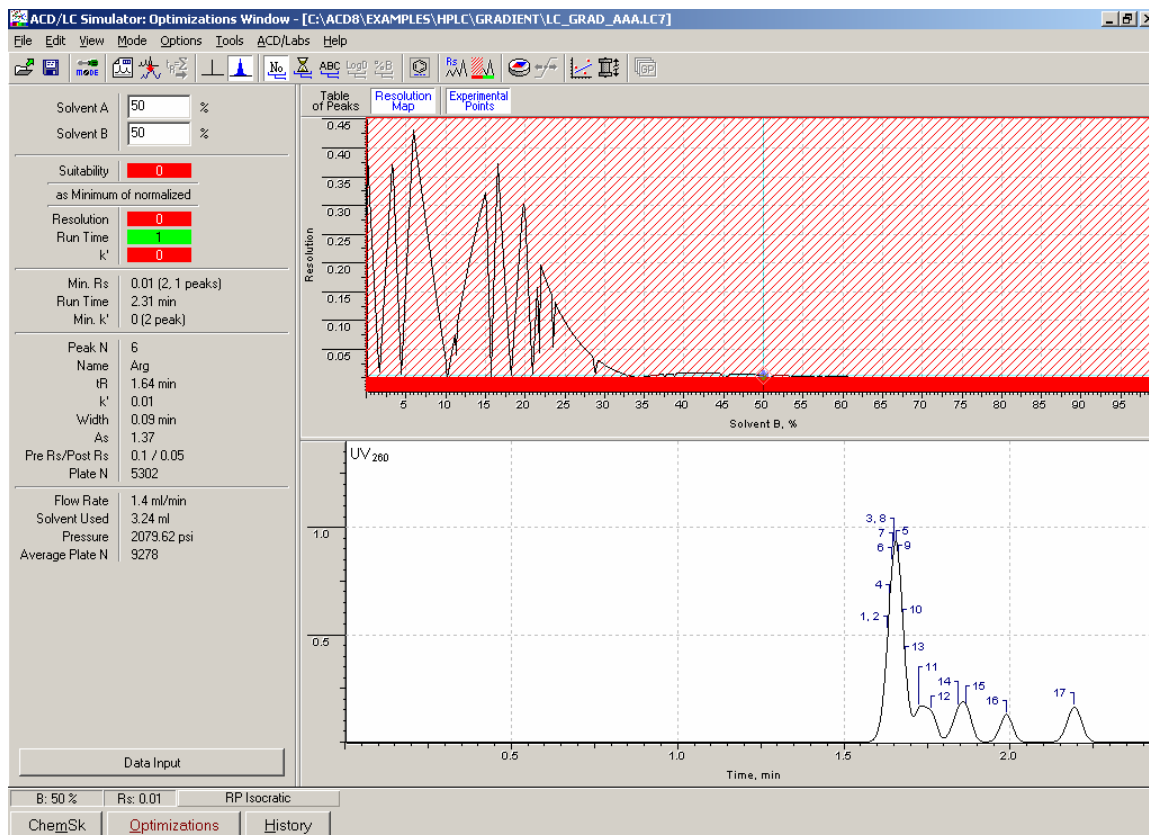 ACD/LC Simulator: Optimizations Window - [C:\ACD8\EXAMPLES\HPLC\GRADIENT\LC_GRAD_AAA.LC7]
File Edit View Mode Options Tools ACD/Labs Help
MODE No ABC LogD %B Rs GP
Solvent A 50 %
Solvent B 50 %
Suitability 0
as Minimum of normalized
Resolution 0
Run Time 1
k' 0
Min. Rs 0.01 (2, 1 peaks)
Run Time 2.31 min
Min. k' 0 (2 peak)
Peak N 6
Name Arg
tR 1.64 min
k' 0.01
Width 0.09 min
As 1.37
Pre Rs/Post Rs 0.1 / 0.05
Plate N 5302
Flow Rate 1.4 ml/min
Solvent Used 3.24 ml
Pressure 2079.62 psi
Average Plate N 9278
Data Input
Table of Peaks
Resolution Map
Experimental Points
0.45
0.40
0.35
0.30
0.25
0.20
0.15
0.10
0.05
Resolution
5 10 15 20 25 30 35 40 45 50 55 60 65 70 75 80 85 90 95
Solvent B, %
UV260
1.0
0.5
3, 8
7 5
6 9
4
1, 2 10
13
11
12
14 15
16
17
0.5 1.0 1.5 2.0
Time, min
B: 50 % Rs: 0.01 RP Isocratic
ChemSk Optimizations History